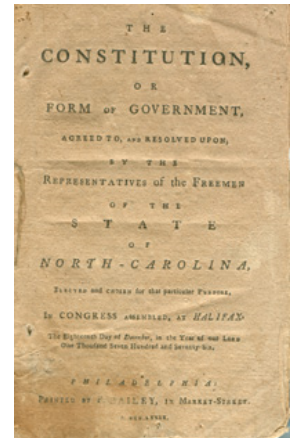 THE
CONSTITUTION,
OR
FORM OF GOVERNMENT,
AGREED TO, AND RESOLVED UPON,
BY THE
REPRESENTATIVES of the FREEMEN
OF THE
STATE
OF
NORTH-CAROLINA,
ELECTED and CHOSEN for that particular PURPOSE,
IN CONGRESS ASSEMBLED, AT HALIFAX.
The Eighteenth Day of December, in the Year of our LORD
One Thousand Seven Hundred and Seventy-Six.
PHILADELPHIA:
PRINTED BY F. BAILEY, IN MARKET-STREET.